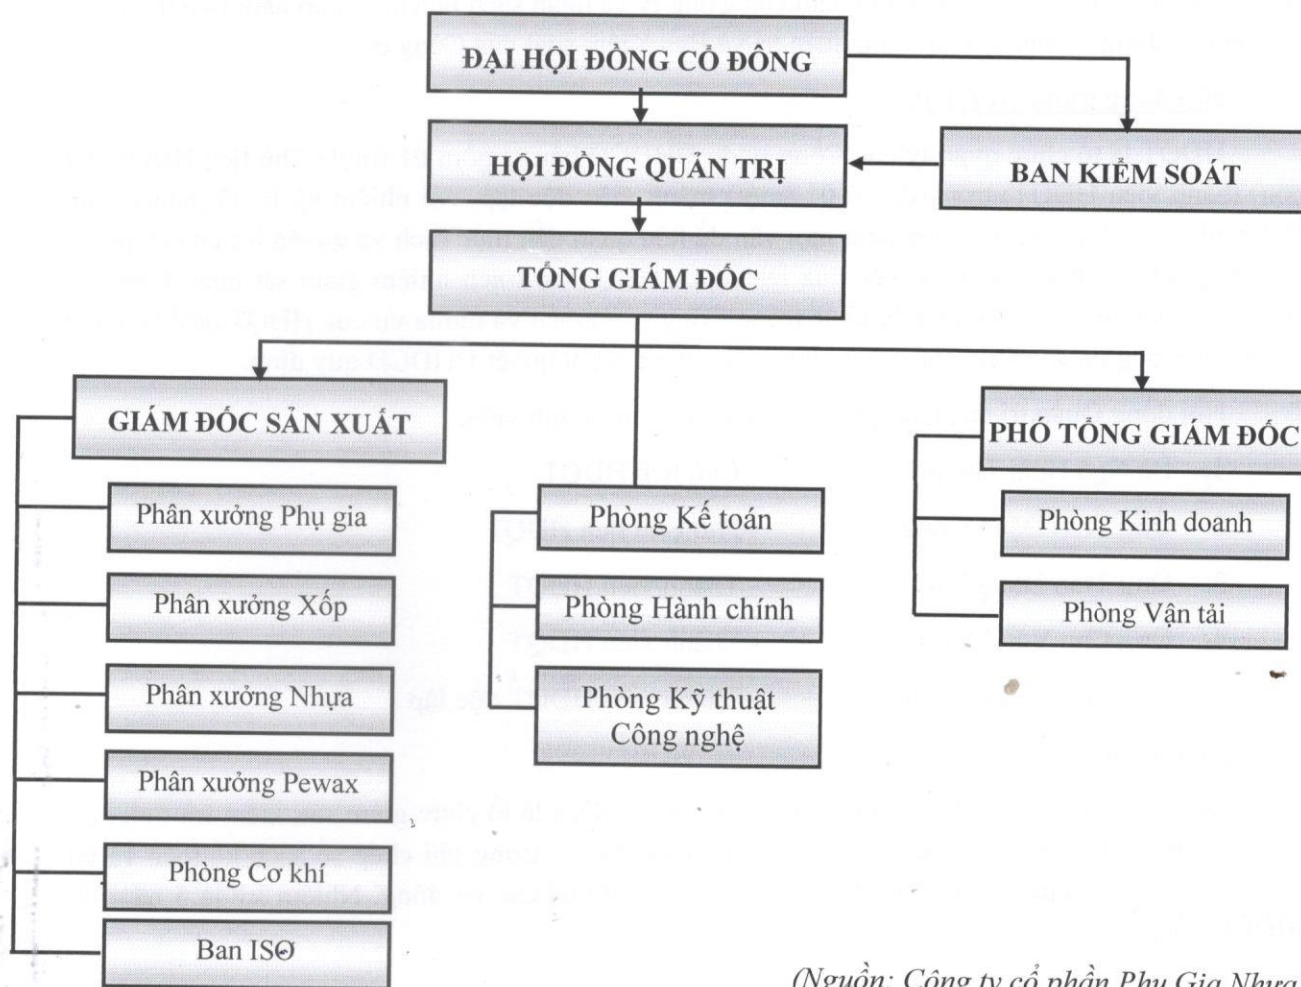 ĐẠI HỘI ĐỒNG CỔ ĐÔNG
HỘI ĐỒNG QUẢN TRỊ
BAN KIỂM SOÁT
TỔNG GIÁM ĐỐC
GIÁM ĐỐC SẢN XUẤT
PHÓ TỔNG GIÁM ĐỐC
Phân xưởng Phụ gia
Phân xưởng Xốp
Phân xưởng Nhựa
Phân xưởng Pewax
Phòng Cơ khí
Ban ISO
Phòng Kế toán
Phòng Hành chính
Phòng Kỹ thuật
Công nghệ
Phòng Kinh doanh
Phòng Vận tải
(Nguồn: Công ty cổ phần Phụ Gia Nhựa